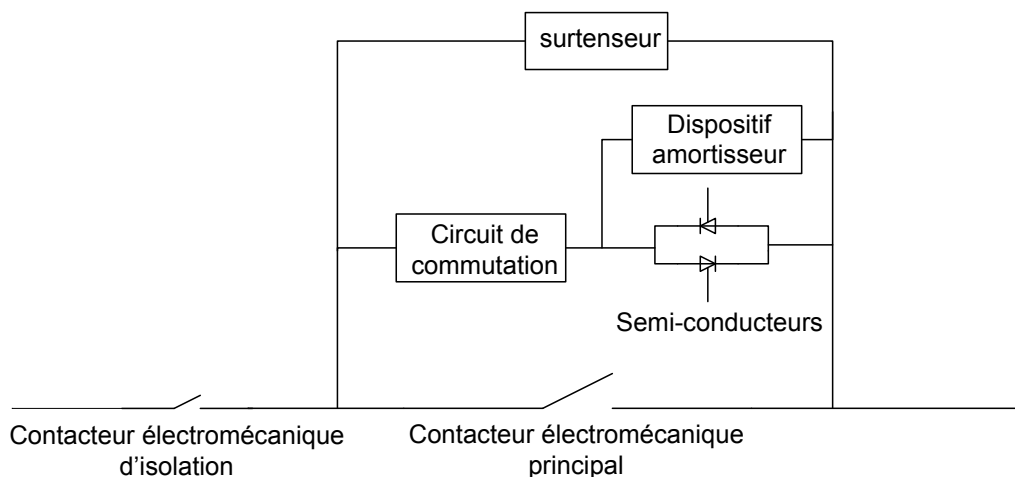 surtenseur
Dispositif
amortisseur
Circuit de
commutation
Semi-conducteurs
Contacteur électromécanique
d’isolation
Contacteur électromécanique
principal